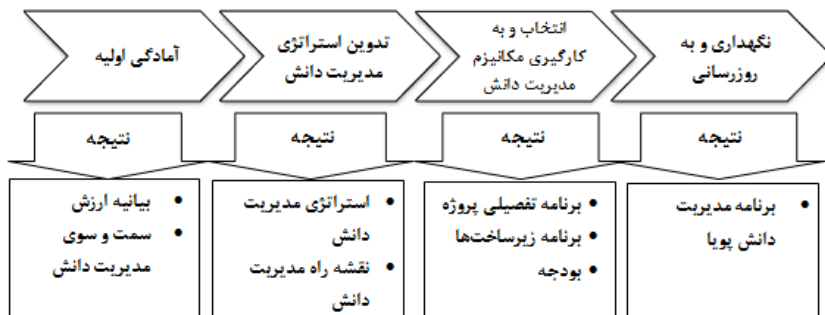 آمادگی اولیه
تدوین استراتژی
مدیریت دانش
انتخاب و به
کارگیری مکانیزم
مدیریت دانش
نگهداری و به
روزرسانی
نتیجه
نتیجه
نتیجه
نتیجه
• بیانیه ارزش
• سمت و سوی
مدیریت دانش
• استراتژی مدیریت
دانش
• نقشه راه مدیریت
دانش
• برنامه تفصیلی پروژه
• برنامه زیرساخت‌ها
• بودجه
• برنامه مدیریت
دانش پویا